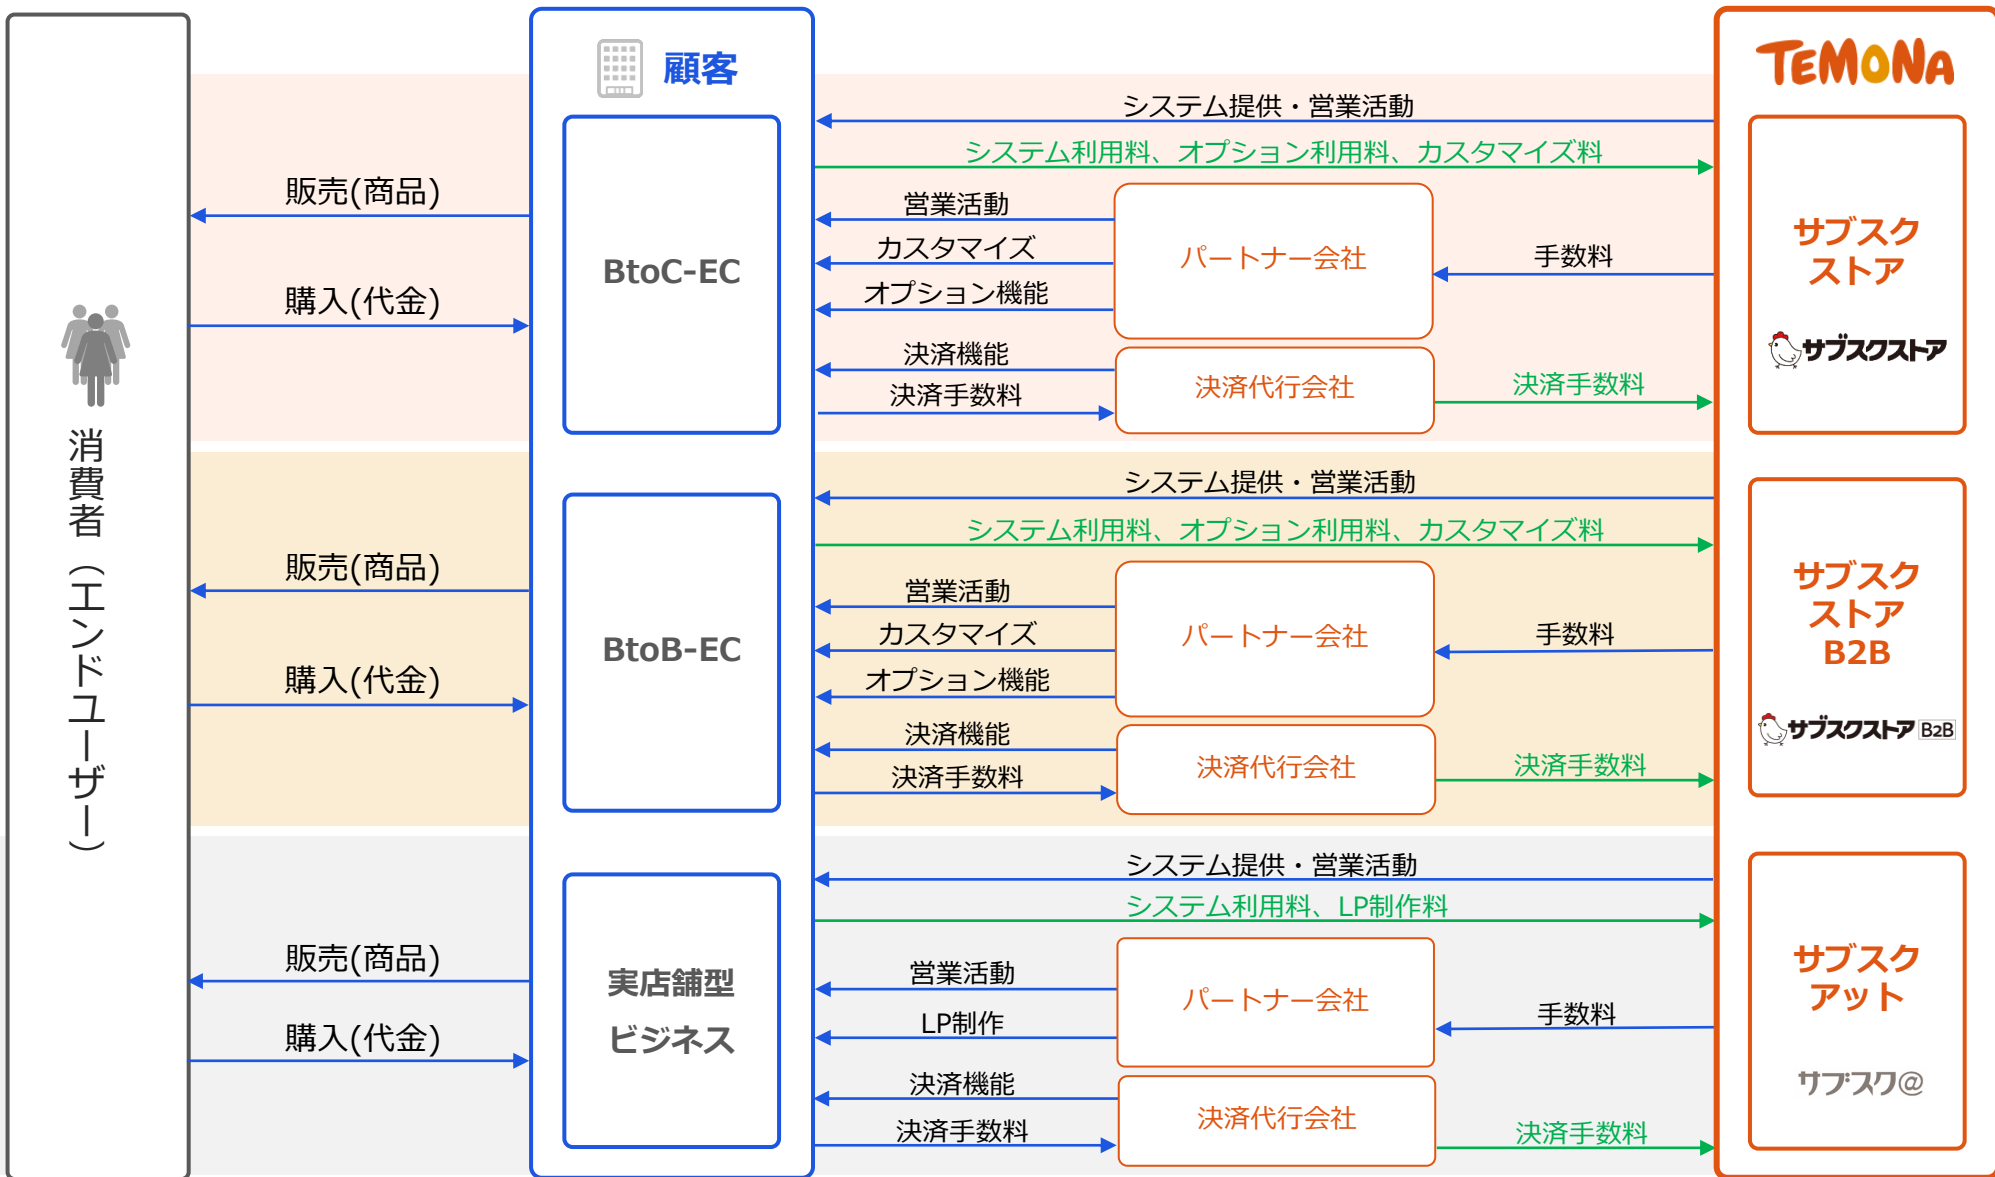 消費者（エンドユーザー）
顧客
TEMONA
システム提供・営業活動
システム利用料、オプション利用料、カスタマイズ料
販売(商品)
購入(代金)
BtoC-EC
営業活動
カスタマイズ
オプション機能
パートナー会社
手数料
決済機能
決済手数料
決済代行会社
決済手数料
サブスク
ストア
サブスクストア
システム提供・営業活動
システム利用料、オプション利用料、カスタマイズ料
販売(商品)
購入(代金)
BtoB-EC
営業活動
カスタマイズ
オプション機能
パートナー会社
手数料
決済機能
決済手数料
決済代行会社
決済手数料
サブスク
ストア
B2B
サブスクストア B2B
システム提供・営業活動
システム利用料、LP制作料
販売(商品)
購入(代金)
実店舗型
ビジネス
営業活動
LP制作
パートナー会社
手数料
決済機能
決済手数料
決済代行会社
決済手数料
サブスク
アット
サブスク@